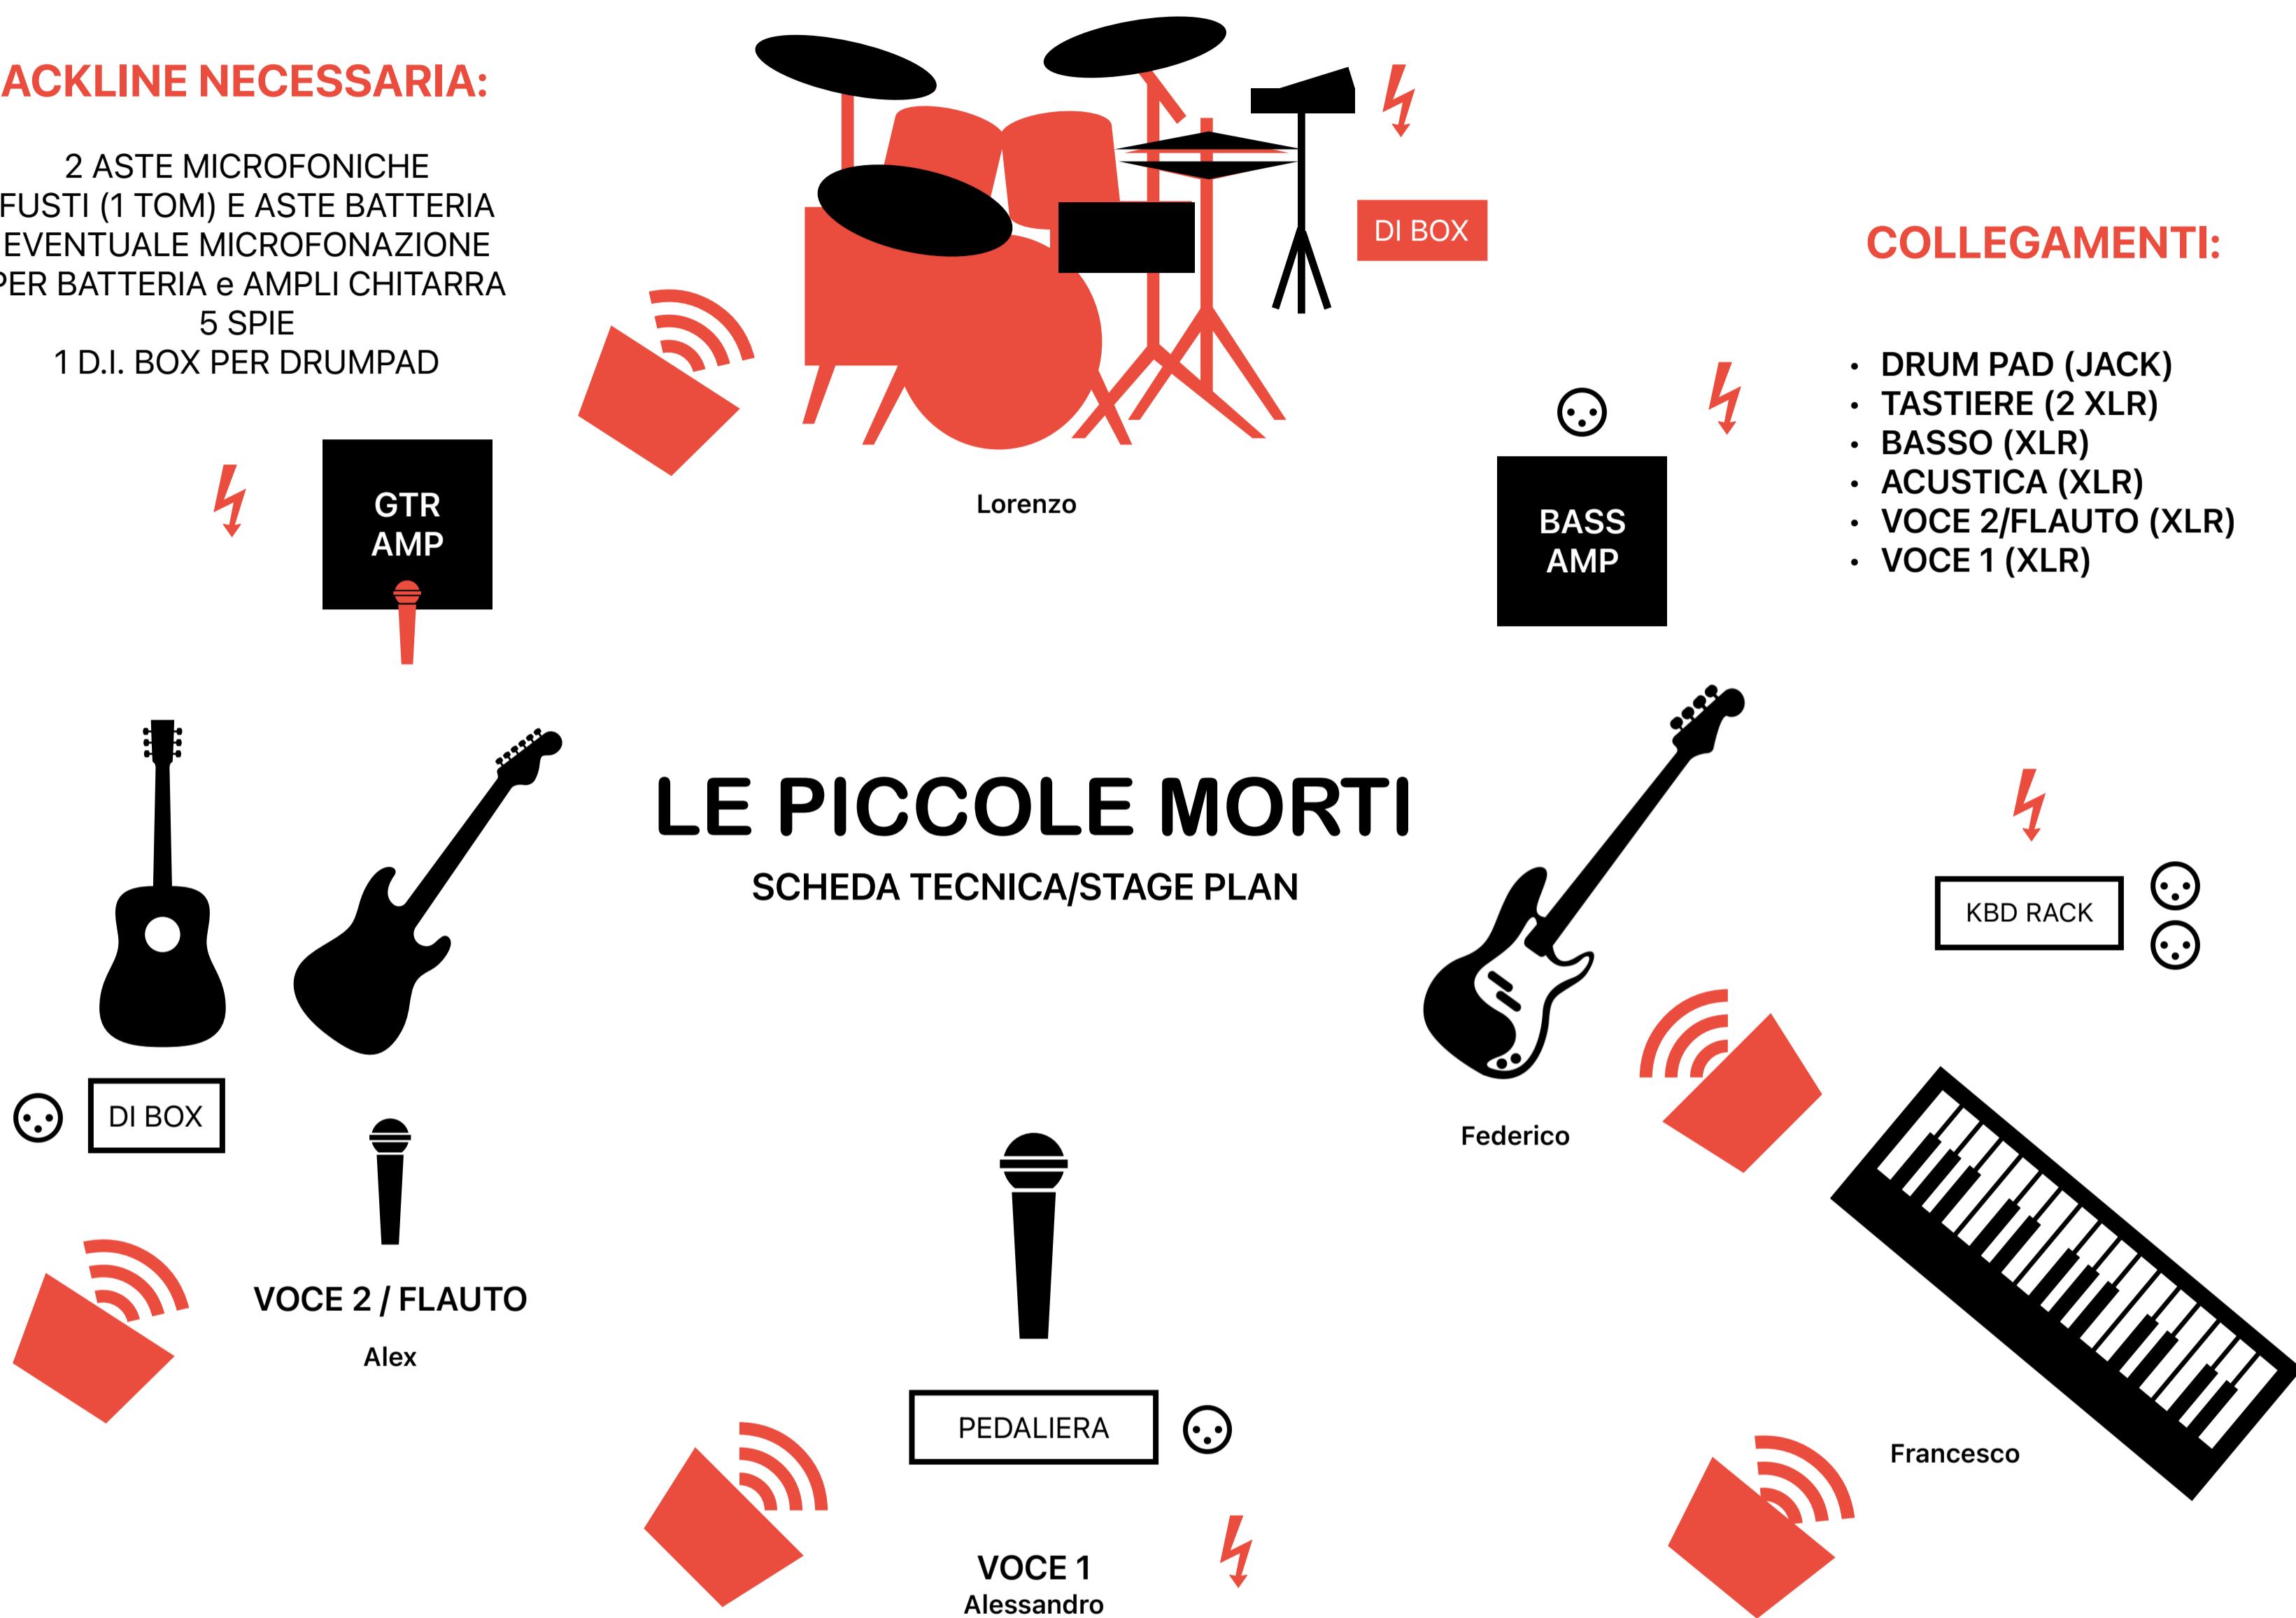 ACKLINE NECESSARIA:
2 ASTE MICROFONICHE
FUSTI (1 TOM) E ASTE BATTERIA
EVENTUALE MICROFONAZIONE
PER BATTERIA e AMPLI CHITARRA
5 SPIE
1 D.I. BOX PER DRUMPAD
DI BOX
COLLEGAMENTI:
• DRUM PAD (JACK)
• TASTIERE (2 XLR)
• BASSO (XLR)
• ACUSTICA (XLR)
• VOCE 2/FLAUTO (XLR)
• VOCE 1 (XLR)
GTR
AMP
Lorenzo
BASS
AMP
LE PICCOLE MORTI
SCHEDA TECNICA/STAGE PLAN
KBD RACK
DI BOX
Federico
VOCE 2 / FLAUTO
Alex
PEDALIERA
Francesco
VOCE 1
Alessandro